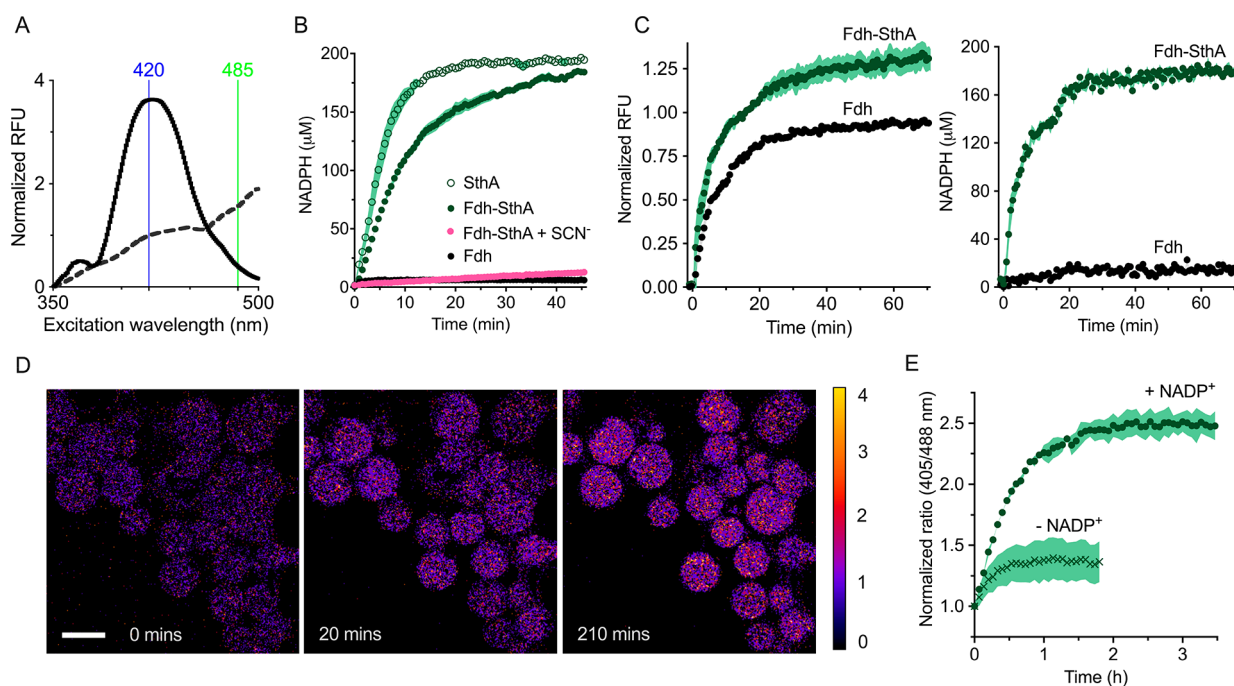 A
420
485
4
2
0
350
500
Normalized RFU
Excitation wavelength (nm)
B
200
150
100
50
0
0
10
20
30
40
NADPH (μM)
Time (min)
SthA
Fdh-SthA
Fdh-SthA + SCN⁻
Fdh
C
Fdh-SthA
Fdh
1.25
1.00
0.75
0.50
0.25
0.00
0
20
40
60
Normalized RFU
Time (min)
Fdh-SthA
Fdh
200
160
120
80
40
0
0
20
40
60
NADPH (μM)
Time (min)
D
0 mins
20 mins
210 mins
4
3
2
1
0
E
+ NADP⁺
- NADP⁺
2.5
2.0
1.5
1.0
0
1
2
3
Normalized ratio (405/488 nm)
Time (h)